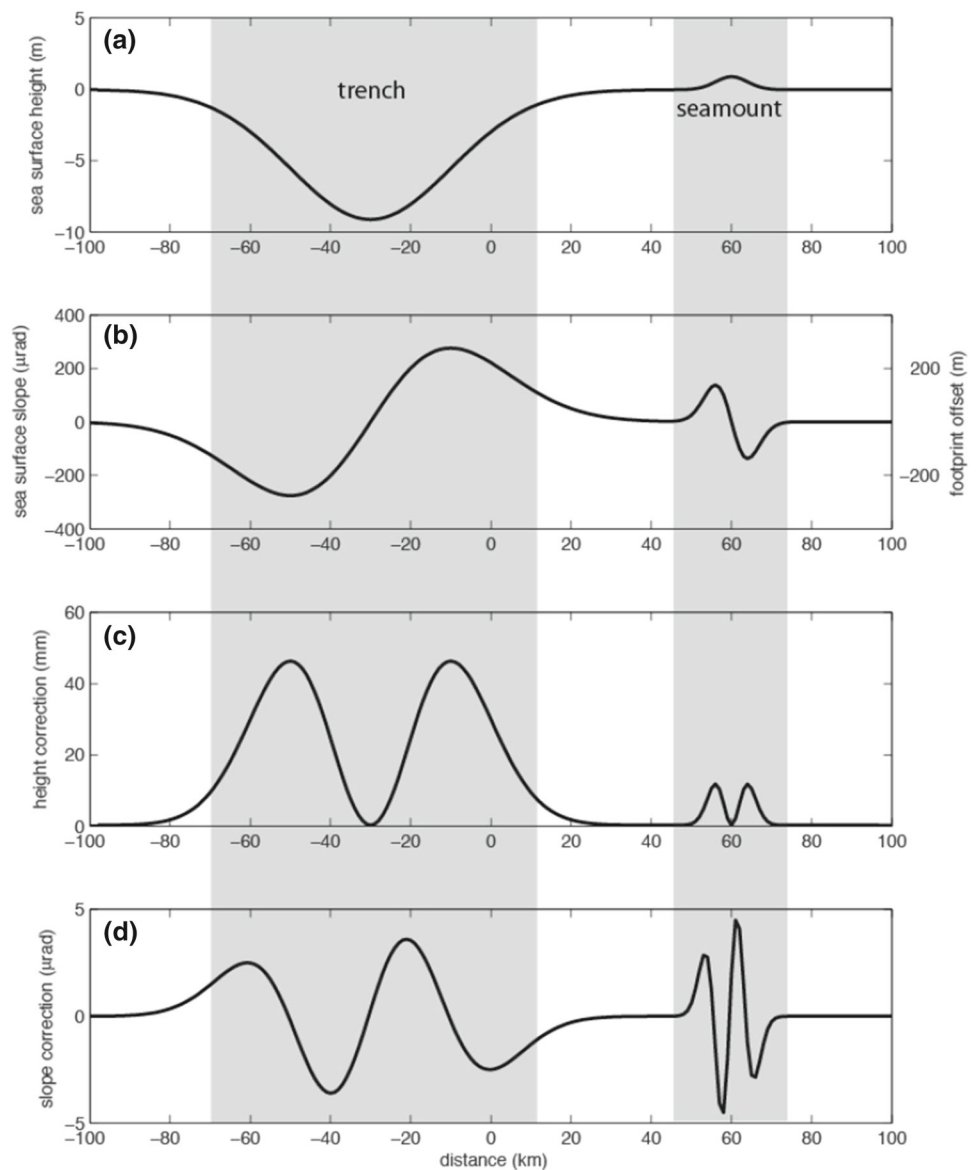 (a)
sea surface height (m)
5
0
−5
−10
trench
seamount
−100 −80 −60 −40 −20 0 20 40 60 80 100
(b)
sea surface slope (μrad)
400
200
0
−200
−400
200
−200
footprint offset (m)
−100 −80 −60 −40 −20 0 20 40 60 80 100
(c)
height correction (mm)
60
40
20
0
−100 −80 −60 −40 −20 0 20 40 60 80 100
(d)
slope correction (μrad)
5
0
−5
−100 −80 −60 −40 −20 0 20 40 60 80 100
distance (km)